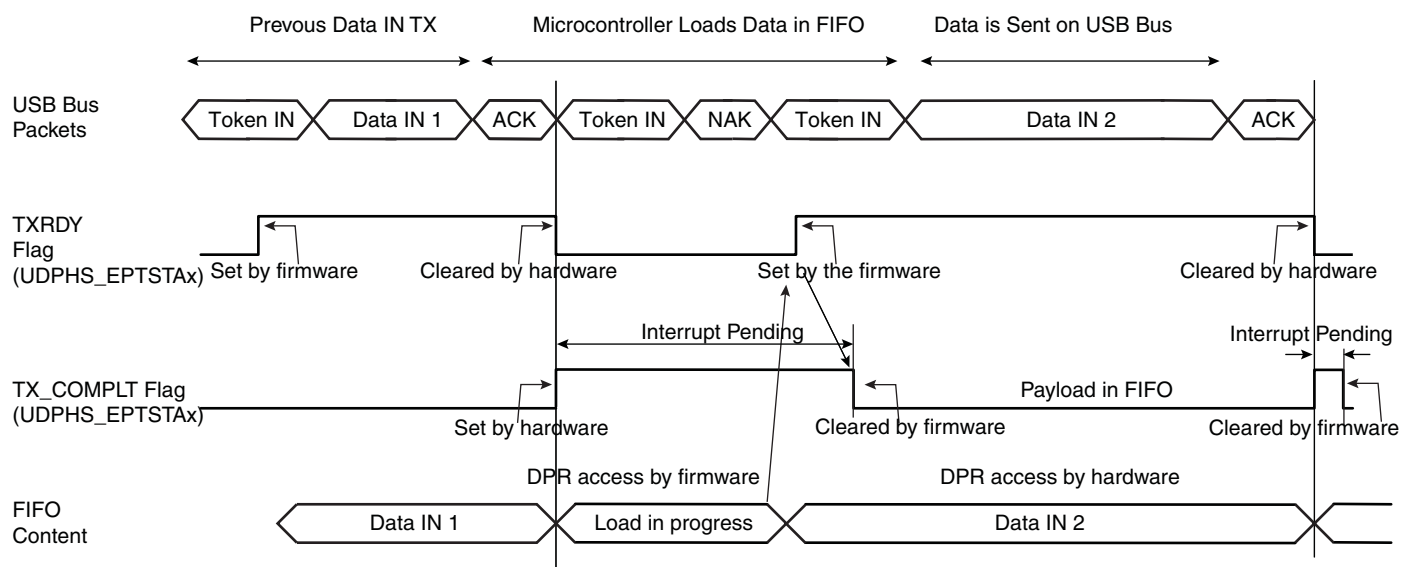 Prevous Data IN TX
Microcontroller Loads Data in FIFO
Data is Sent on USB Bus
USB Bus
Packets
Token IN
Data IN 1
ACK
Token IN
NAK
Token IN
Data IN 2
ACK
TXRDY
Flag
(UDPHS_EPTSTAx)
Set by firmware
Cleared by hardware
Set by the firmware
Cleared by hardware
Interrupt Pending
Interrupt Pending
TX_COMPLT Flag
(UDPHS_EPTSTAx)
Payload in FIFO
Set by hardware
Cleared by firmware
Cleared by firmware
DPR access by firmware
DPR access by hardware
FIFO
Content
Data IN 1
Load in progress
Data IN 2